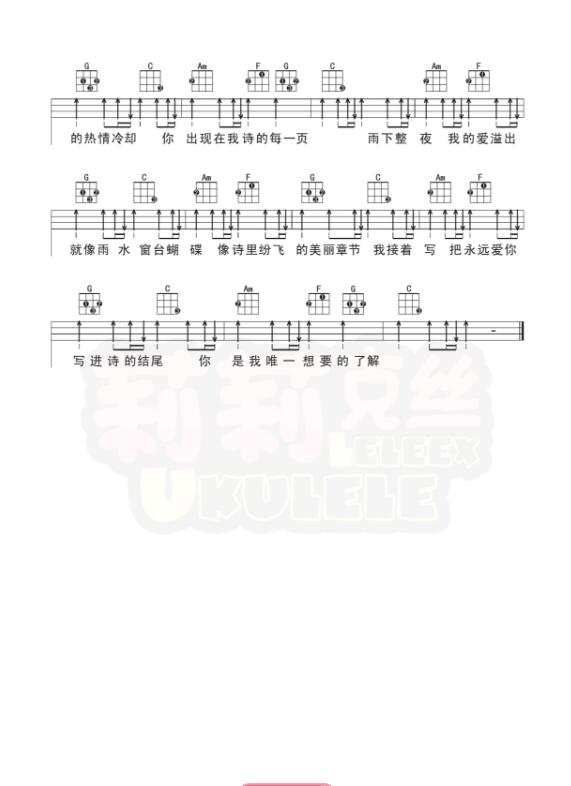 G C Am F G C Am F
的热情冷却 你 出现在我诗的每一页 雨下整 夜 我的爱溢出
G C Am F G C Am F
就像雨 水 窗台蝴 碟 像诗里纷飞 的美丽章节 我接着 写 把永远爱你
G C Am F G C
写进诗的结尾 你 是我唯一想要的了解
莉莉克丝
LELEEX
UKULELE